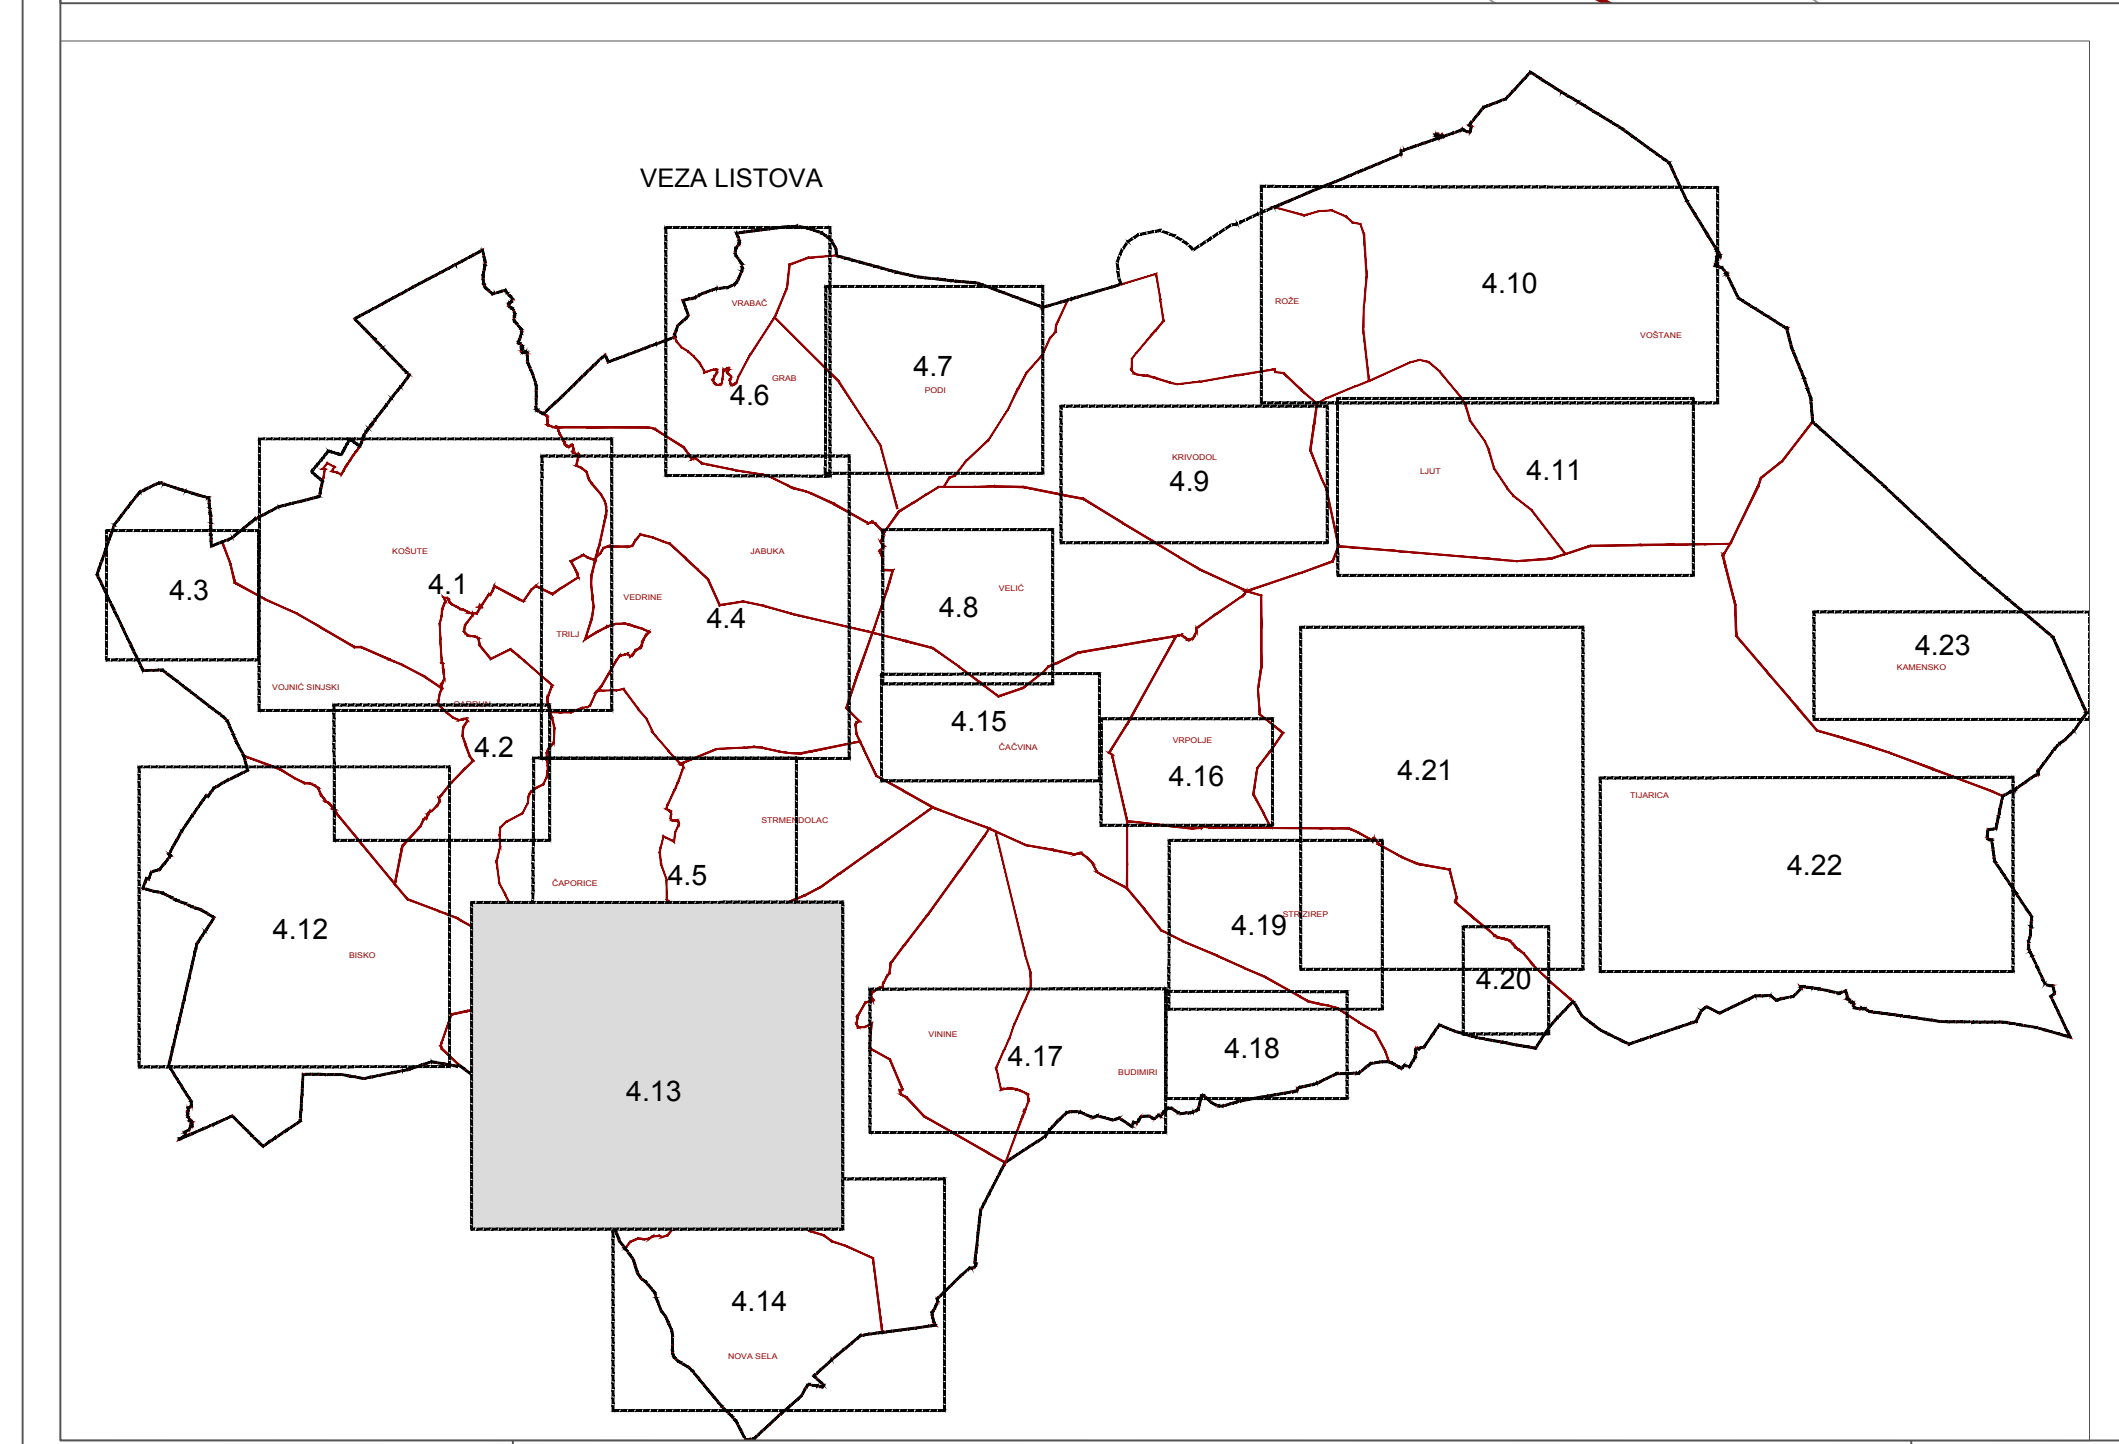 VEZA LISTOVA
4.10
VRABAČ
ROŽE
VOŠTANE
4.7
GRAB
PODI
4.6
KRIVODOL
4.9
LJUT
4.11
KOŠUTE
JABUKA
4.1
4.3
VEDRINE
4.4
VELIĆ
4.8
TRILJ
4.23
KAMENSKO
VOJNIĆ SINJSKI
GARDUN
4.15
ČAČVINA
4.2
VRPOLJE
4.16
4.21
TIJARICA
STRMENDOLAC
4.22
4.5
ČAPORICE
4.12
BISKO
4.19
STRIZIREP
4.20
VININE
4.17
4.18
BUDIMIRI
4.13
4.14
NOVA SELA